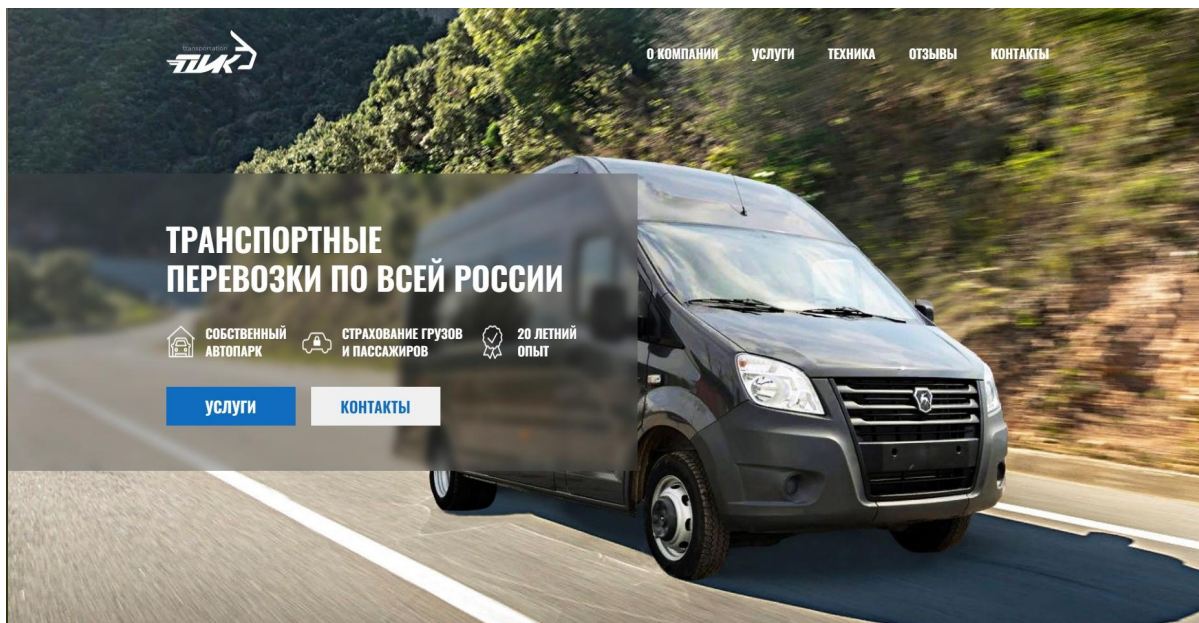 transportation
ПИК
О КОМПАНИИ УСЛУГИ ТЕХНИКА ОТЗЫВЫ КОНТАКТЫ
ТРАНСПОРТНЫЕ
ПЕРЕВОЗКИ ПО ВСЕЙ РОССИИ
СОБСТВЕННЫЙ
АВТОПАРК
СТРАХОВАНИЕ ГРУЗОВ
И ПАССАЖИРОВ
20 ЛЕТНИЙ
ОПЫТ
УСЛУГИ
КОНТАКТЫ